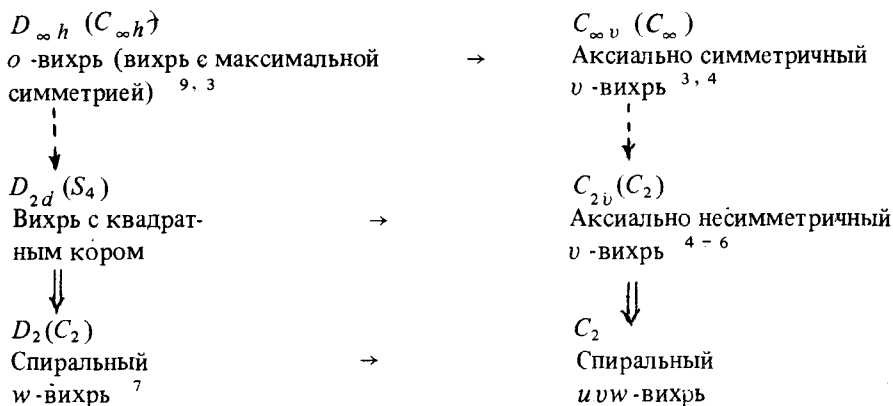 D∞h (C∞h) C∞v (C∞)
o -вихрь (вихрь с максимальной → Аксиально симметричный
симметрией) 9, 3 v -вихрь 3, 4
D2d (S4) C2v (C2)
Вихрь с квадрат- → Аксиально несимметричный
ным кором v -вихрь 4 - 6
D2(C2) C2
Спиральный → Спиральный
w-вихрь 7 uvw-вихрь